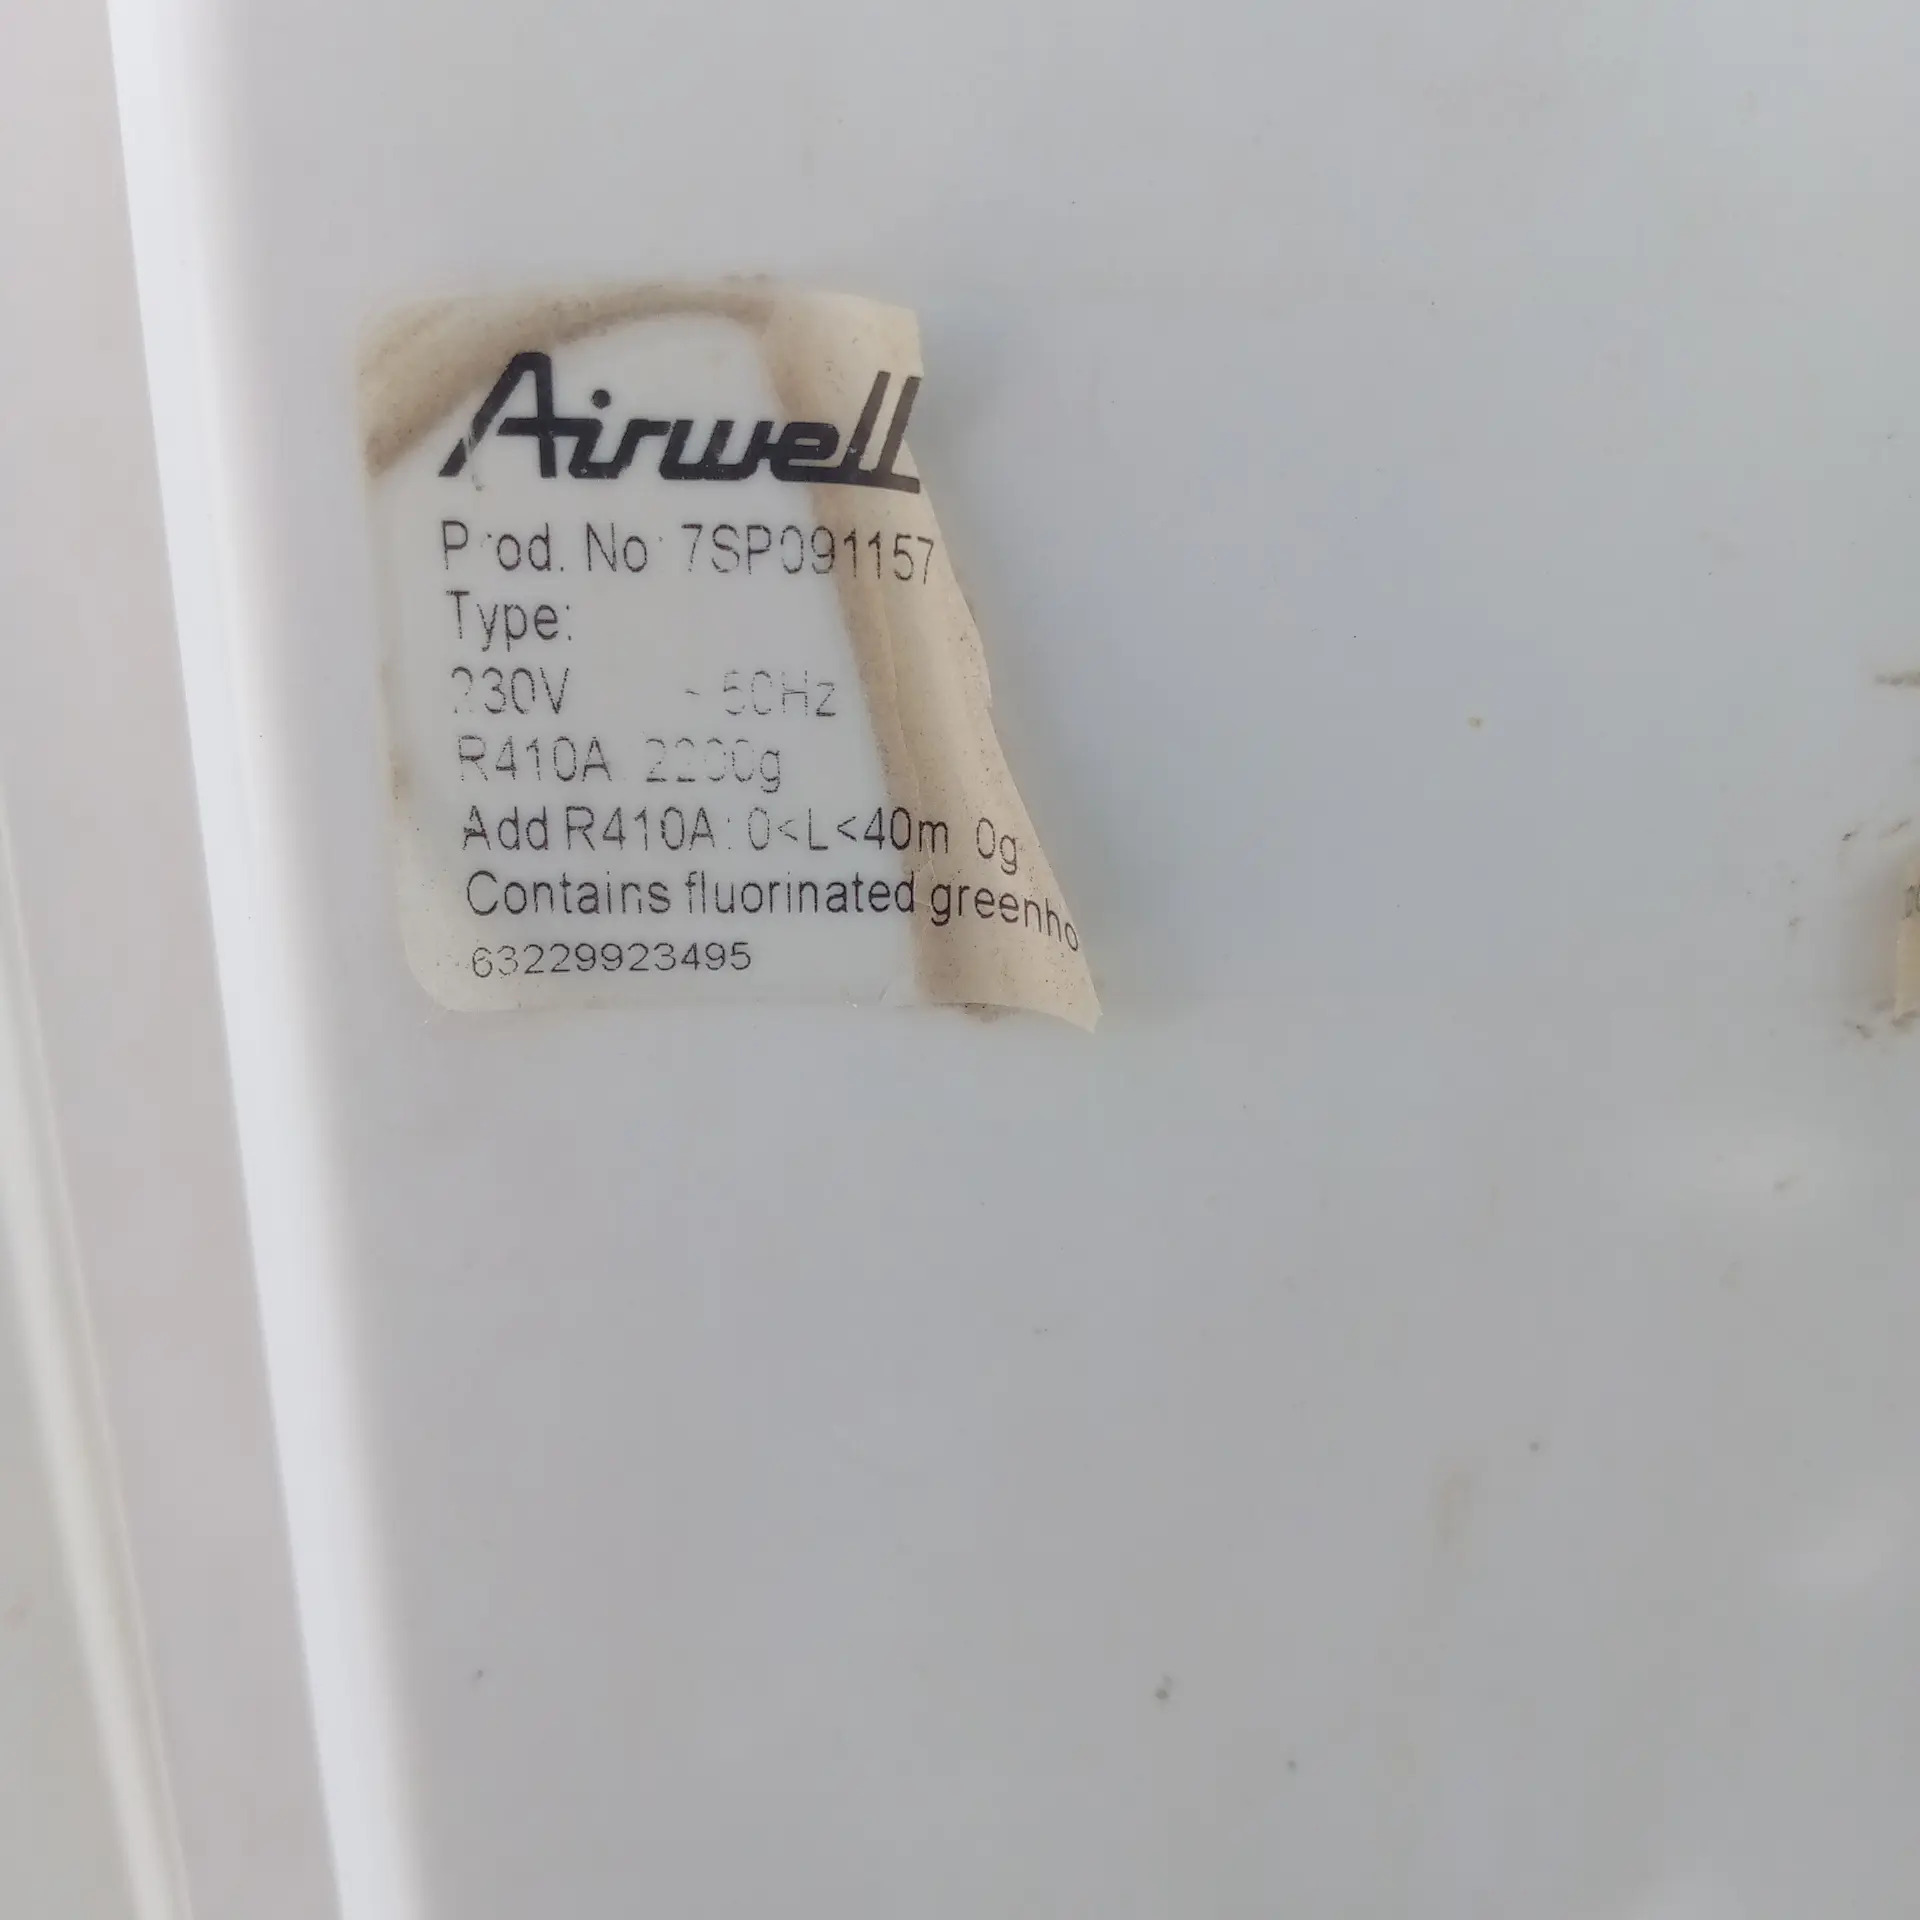 Airwell
Prod. No: 7SP091157
Type:
230V ~ 50Hz
R410A: 2200g
Add R410A: 0<L<40m 0g
Contains fluorinated greenho
63229923495